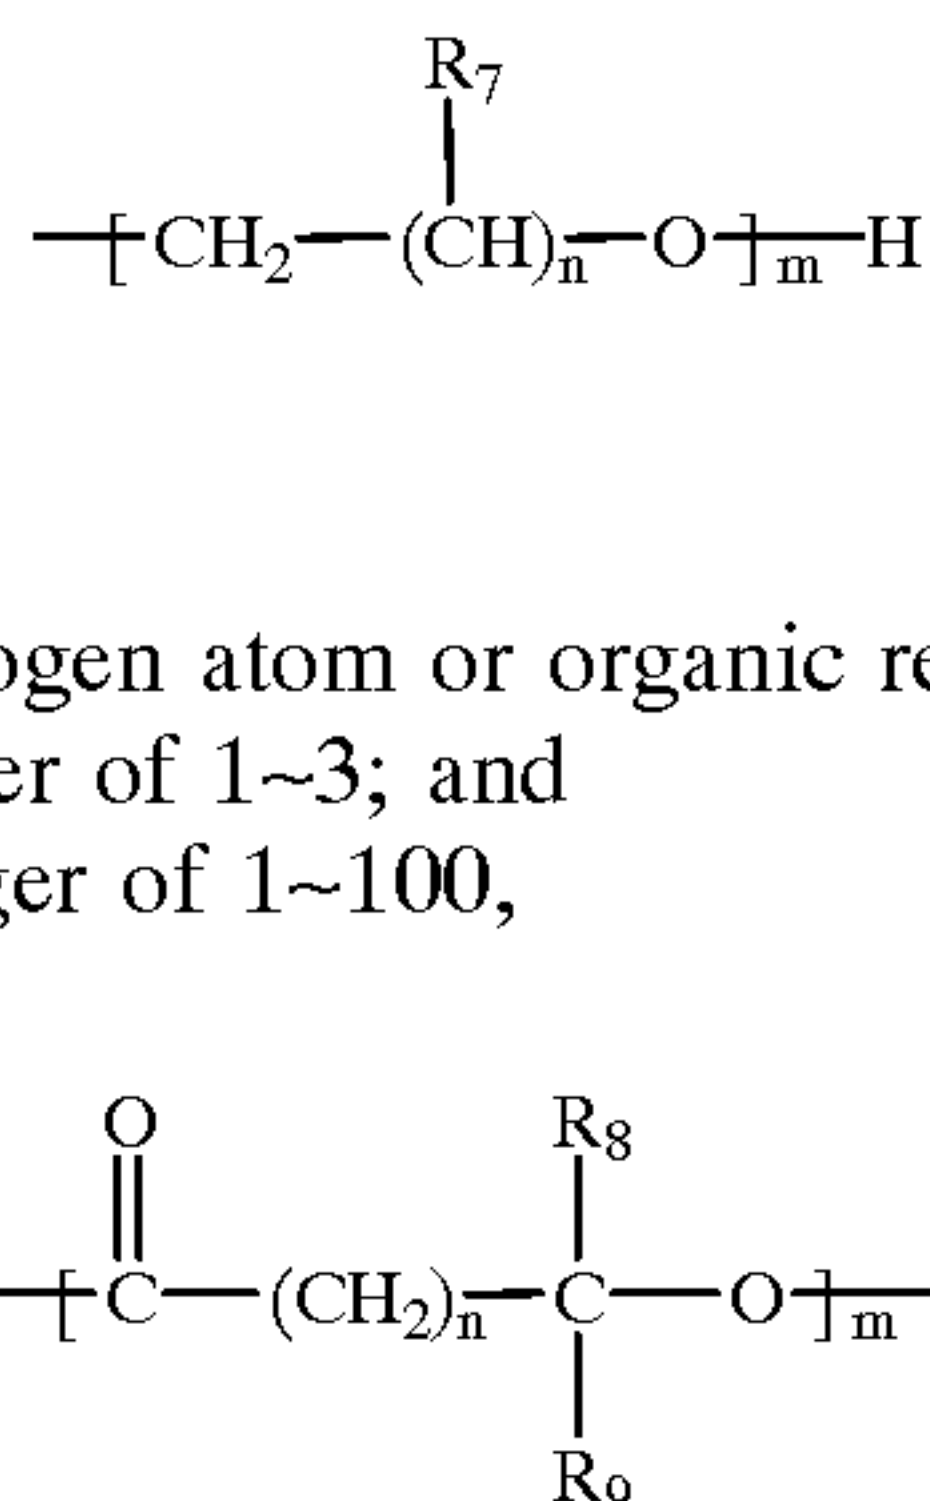 R7
[CH2—(CH)n—O]m—H
ogen atom or organic re
er of 1~3; and
ger of 1~100,
O R8
[C—(CH2)n—C—O]m
R9